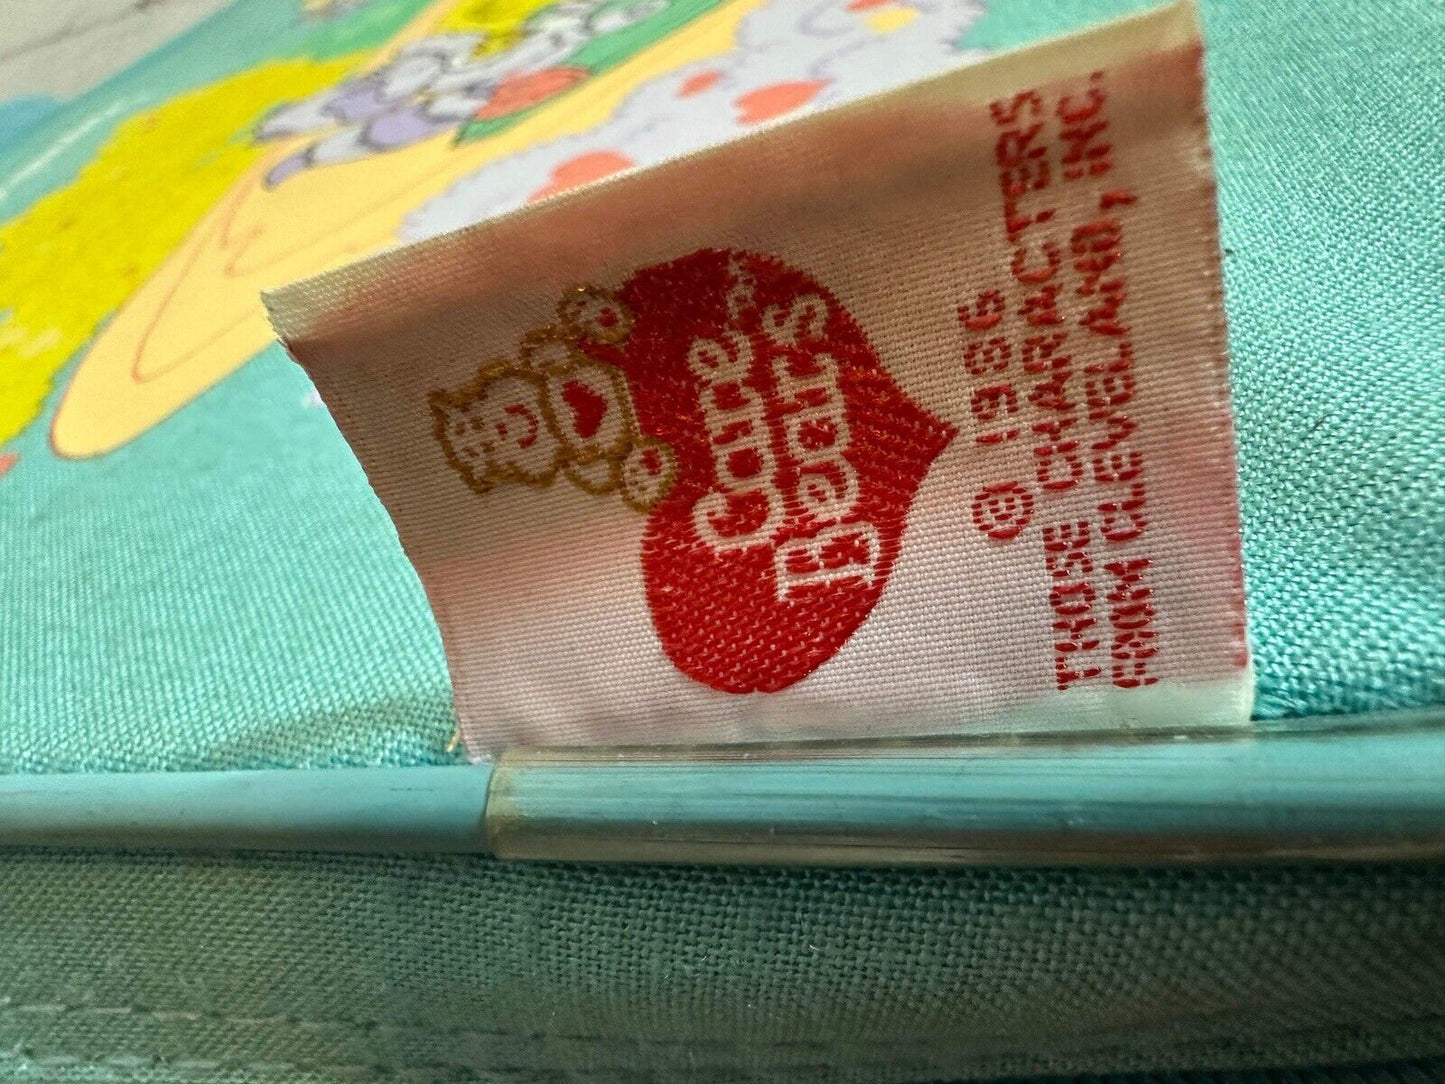 Care
Bears
© 1986
THOSE CHARACTERS
FROM CLEVELAND, INC.